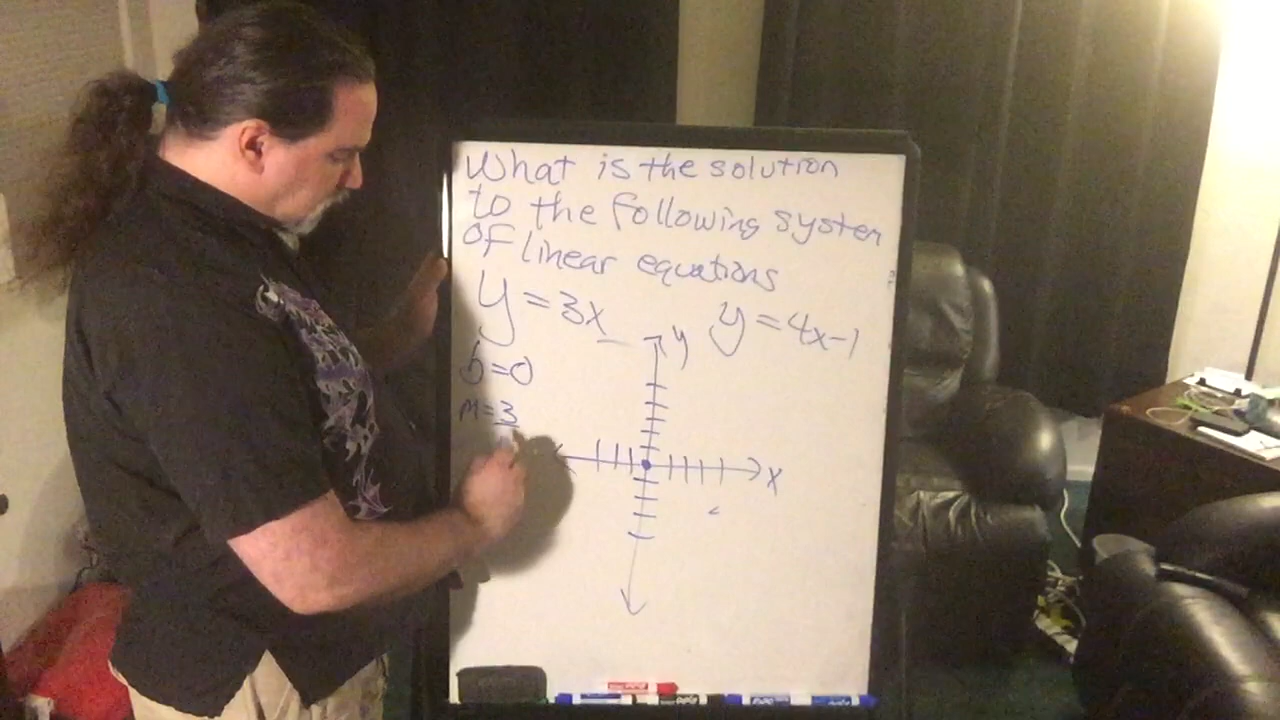 What is the solution
to the following system
of linear equations
y = 3x
y = 4x-1
b=0
m=3
y
x